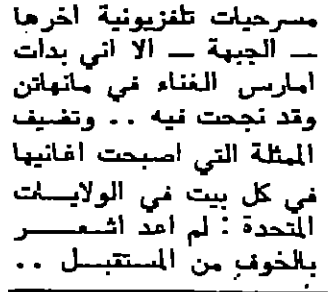 مسرحيات تلفزيونية آخرها
— الجبهة — الا اني بدات
امارس الغناء في مانهاتن
وقد نجحت فيه .. وتضيف
الممثلة التي اصبحت اغانيها
في كل بيت في الولايات
المتحدة : لم اعد اشعر
بالخوف من المستقبل ..